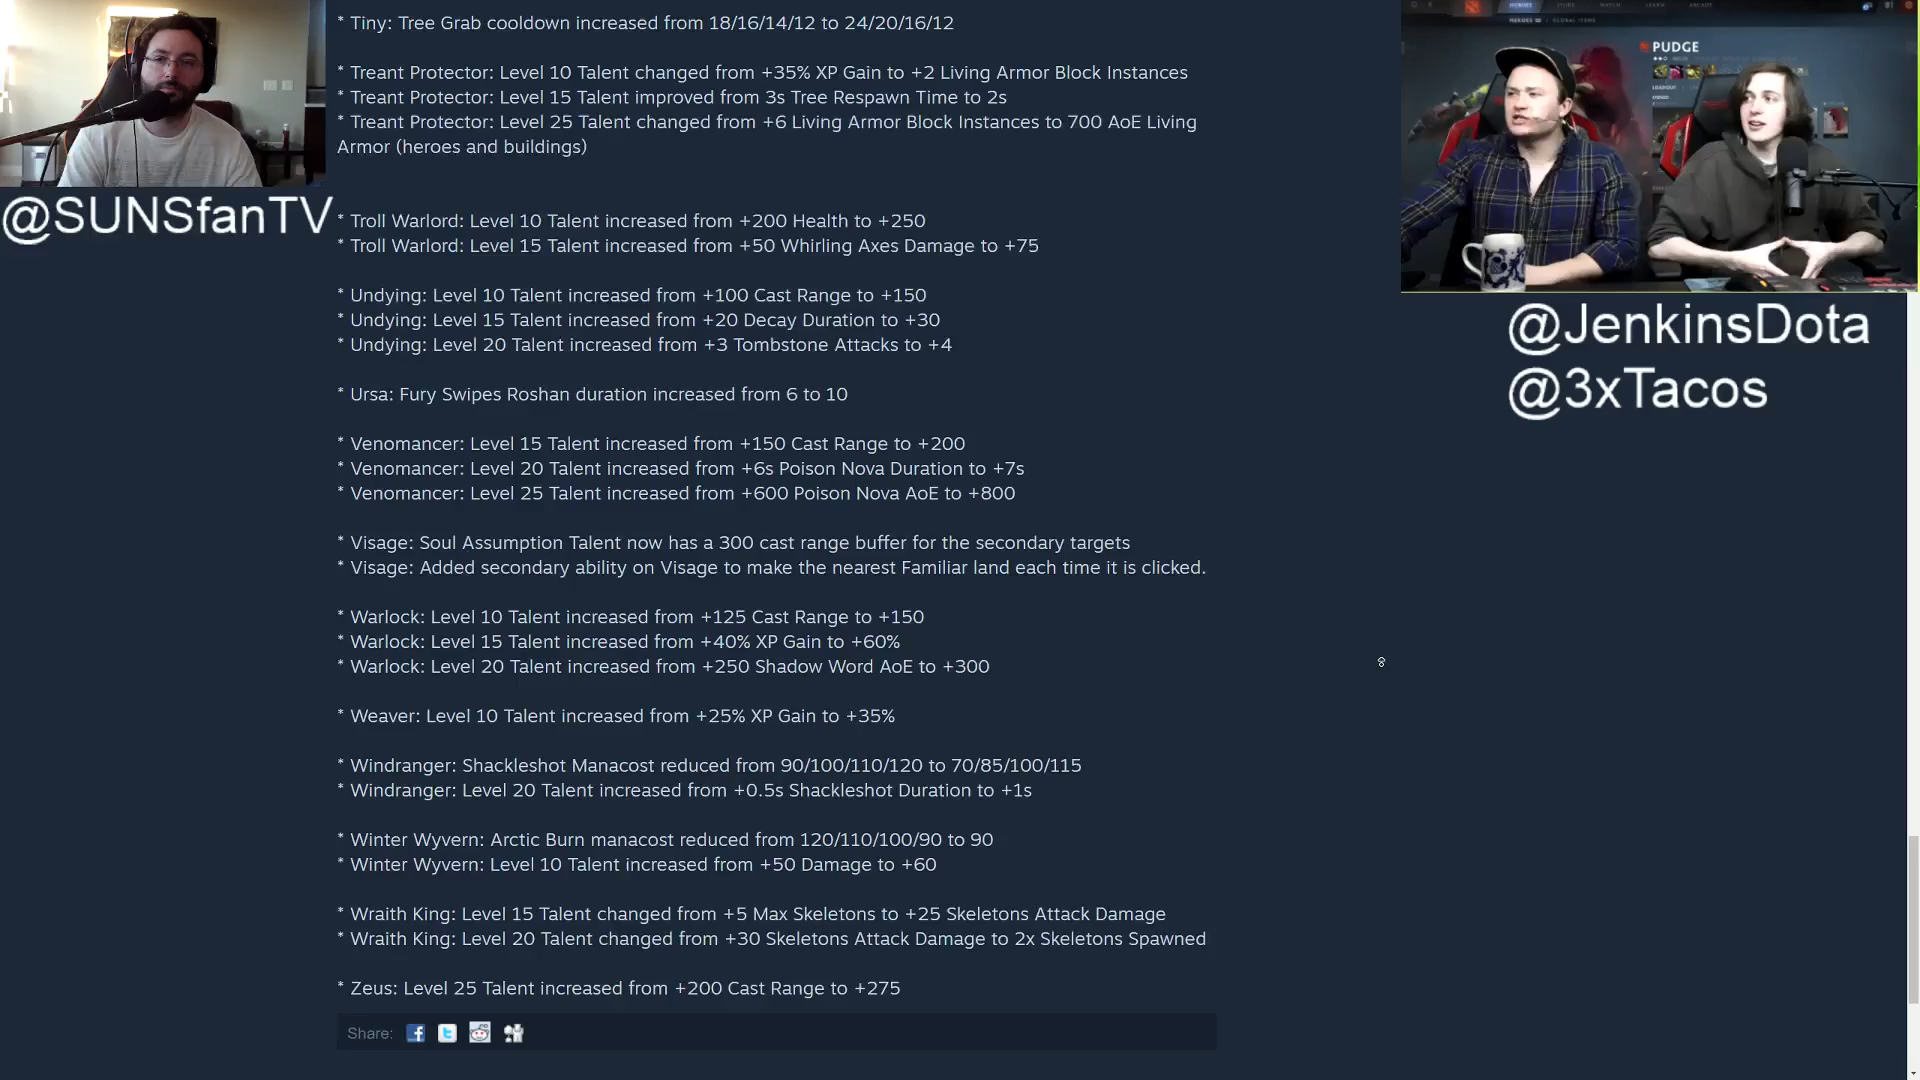 * Tiny: Tree Grab cooldown increased from 18/16/14/12 to 24/20/16/12
* Treant Protector: Level 10 Talent changed from +35% XP Gain to +2 Living Armor Block Instances
* Treant Protector: Level 15 Talent improved from 3s Tree Respawn Time to 2s
* Treant Protector: Level 25 Talent changed from +6 Living Armor Block Instances to 700 AoE Living
Armor (heroes and buildings)
* Troll Warlord: Level 10 Talent increased from +200 Health to +250
* Troll Warlord: Level 15 Talent increased from +50 Whirling Axes Damage to +75
* Undying: Level 10 Talent increased from +100 Cast Range to +150
* Undying: Level 15 Talent increased from +20 Decay Duration to +30
* Undying: Level 20 Talent increased from +3 Tombstone Attacks to +4
* Ursa: Fury Swipes Roshan duration increased from 6 to 10
* Venomancer: Level 15 Talent increased from +150 Cast Range to +200
* Venomancer: Level 20 Talent increased from +6s Poison Nova Duration to +7s
* Venomancer: Level 25 Talent increased from +600 Poison Nova AoE to +800
* Visage: Soul Assumption Talent now has a 300 cast range buffer for the secondary targets
* Visage: Added secondary ability on Visage to make the nearest Familiar land each time it is clicked.
* Warlock: Level 10 Talent increased from +125 Cast Range to +150
* Warlock: Level 15 Talent increased from +40% XP Gain to +60%
* Warlock: Level 20 Talent increased from +250 Shadow Word AoE to +300
* Weaver: Level 10 Talent increased from +25% XP Gain to +35%
* Windranger: Shackleshot Manacost reduced from 90/100/110/120 to 70/85/100/115
* Windranger: Level 20 Talent increased from +0.5s Shackleshot Duration to +1s
* Winter Wyvern: Arctic Burn manacost reduced from 120/110/100/90 to 90
* Winter Wyvern: Level 10 Talent increased from +50 Damage to +60
* Wraith King: Level 15 Talent changed from +5 Max Skeletons to +25 Skeletons Attack Damage
* Wraith King: Level 20 Talent changed from +30 Skeletons Attack Damage to 2x Skeletons Spawned
* Zeus: Level 25 Talent increased from +200 Cast Range to +275
Share:
@SUNSfanTV
HEROES
GLOBAL ITEMS
PUDGE
@JenkinsDota
@3xTacos